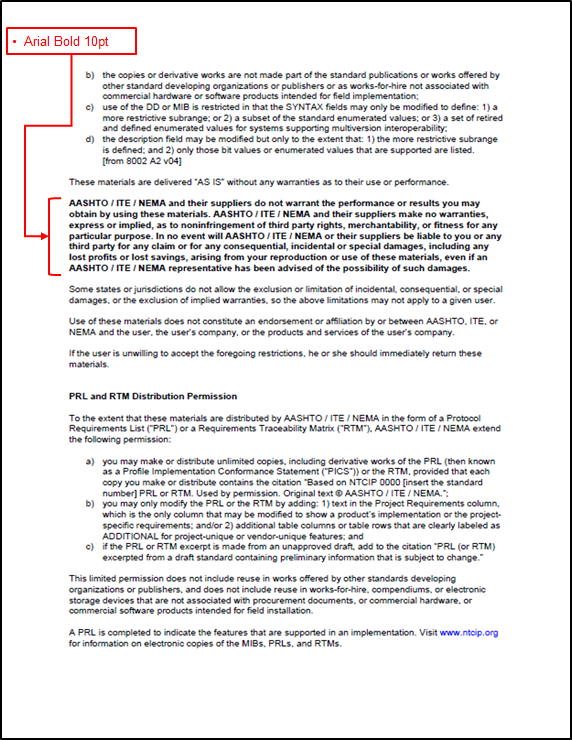 • Arial Bold 10pt
b) the copies or derivative works are not made part of the standard publications or works offered by
other standard developing organizations or publishers or as works-for-hire not associated with
commercial hardware or software products intended for field implementation;
c) use of the DD or MIB is restricted in that the SYNTAX fields may only be modified to define: 1) a
more restrictive subrange; or 2) a subset of the standard enumerated values; or 3) a set of retired
and defined enumerated values for systems supporting multiversion interoperability;
d) the description field may be modified but only to the extent that: 1) the more restrictive subrange
is defined; and 2) only those bit values or enumerated values that are supported are listed.
[from 8002 A2 v04]
These materials are delivered "AS IS" without any warranties as to their use or performance.
AASHTO / ITE / NEMA and their suppliers do not warrant the performance or results you may
obtain by using these materials. AASHTO / ITE / NEMA and their suppliers make no warranties,
express or implied, as to noninfringement of third party rights, merchantability, or fitness for any
particular purpose. In no event will AASHTO / ITE / NEMA or their suppliers be liable to you or any
third party for any claim or for any consequential, incidental or special damages, including any
lost profits or lost savings, arising from your reproduction or use of these materials, even if an
AASHTO / ITE / NEMA representative has been advised of the possibility of such damages.
Some states or jurisdictions do not allow the exclusion or limitation of incidental, consequential, or special
damages, or the exclusion of implied warranties, so the above limitations may not apply to a given user.
Use of these materials does not constitute an endorsement or affiliation by or between AASHTO, ITE, or
NEMA and the user, the user's company, or the products and services of the user's company.
If the user is unwilling to accept the foregoing restrictions, he or she should immediately return these
materials.
PRL and RTM Distribution Permission
To the extent that these materials are distributed by AASHTO / ITE / NEMA in the form of a Protocol
Requirements List ("PRL") or a Requirements Traceability Matrix ("RTM"), AASHTO / ITE / NEMA extend
the following permission:
a) you may make or distribute unlimited copies, including derivative works of the PRL (then known
as a Profile Implementation Conformance Statement ("PICS")) or the RTM, provided that each
copy you make or distribute contains the citation "Based on NTCIP 0000 [insert the standard
number] PRL or RTM. Used by permission. Original text © AASHTO / ITE / NEMA.";
b) you may only modify the PRL or the RTM by adding: 1) text in the Project Requirements column,
which is the only column that may be modified to show a product's implementation or the project-
specific requirements; and/or 2) additional table columns or table rows that are clearly labeled as
ADDITIONAL for project-unique or vendor-unique features; and
c) if the PRL or RTM excerpt is made from an unapproved draft, add to the citation "PRL (or RTM)
excerpted from a draft standard containing preliminary information that is subject to change."
This limited permission does not include reuse in works offered by other standards developing
organizations or publishers, and does not include reuse in works-for-hire, compendiums, or electronic
storage devices that are not associated with procurement documents, or commercial hardware, or
commercial software products intended for field installation.
A PRL is completed to indicate the features that are supported in an implementation. Visit www.ntcip.org
for information on electronic copies of the MIBs, PRLs, and RTMs.